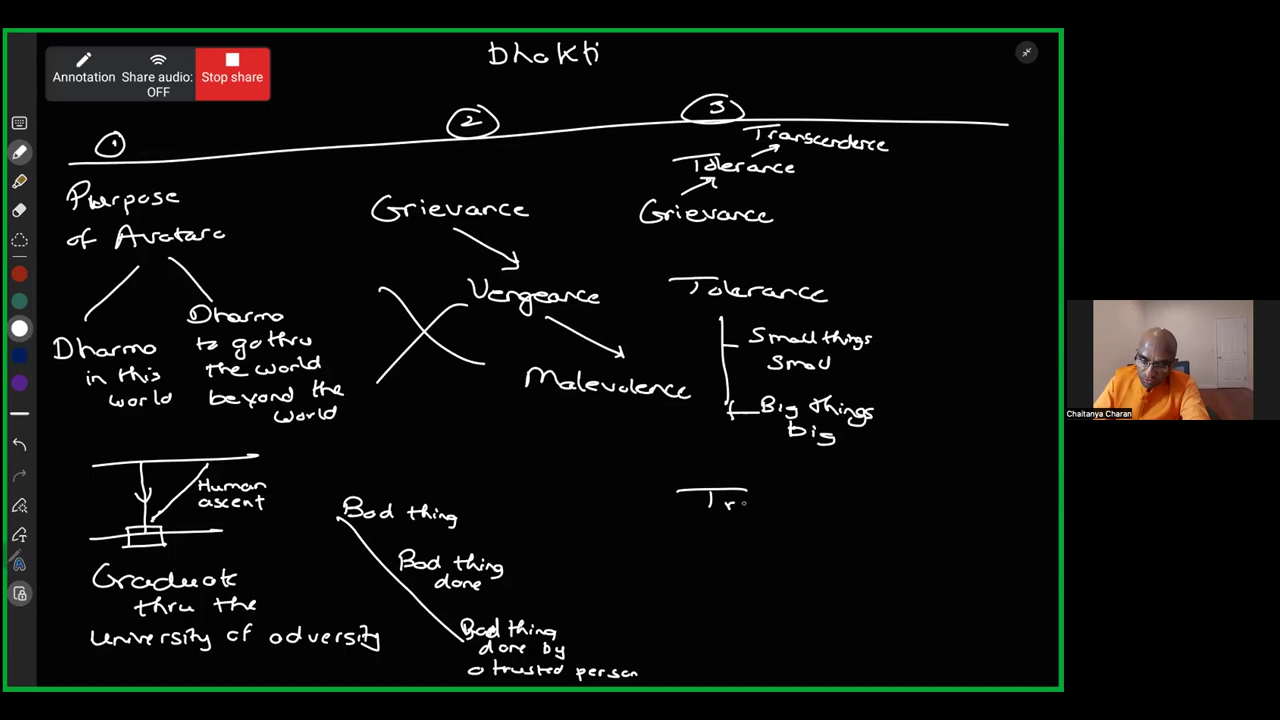 Annotation
Share audio:
OFF
Stop share
Dhakti
1
2
3
Purpose
of Avatara
Dharma
in this
world
Dharma
to go thru
the world
beyond the
world
Human
ascent
Graduate
thru the
university of adversity
Grievance
Vengeance
Malevolence
Bad thing
Bad thing
done
Bad thing
done by
a trusted person
Transcendence
Tolerance
Grievance
Tolerance
Small things
Small
Big things
big
Tr
Chaitanya Charan